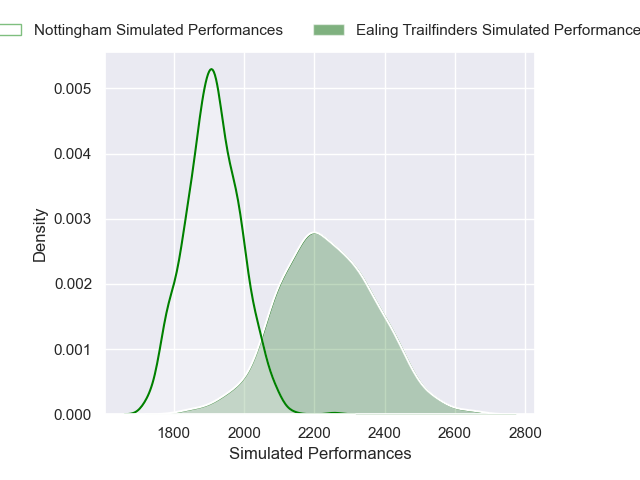 Nottingham Simulated Performances
Ealing Trailfinders Simulated Performance
0.005
0.004
0.003
0.002
0.001
0.000
Density
1800 2000 2200 2400 2600 2800
Simulated Performances